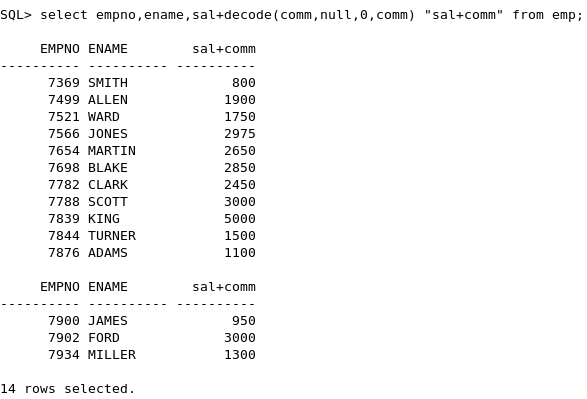 SQL> select empno,ename,sal+decode(comm,null,0,comm) "sal+comm" from emp;
EMPNO ENAME sal+comm
---------- ---------- ----------
7369 SMITH 800
7499 ALLEN 1900
7521 WARD 1750
7566 JONES 2975
7654 MARTIN 2650
7698 BLAKE 2850
7782 CLARK 2450
7788 SCOTT 3000
7839 KING 5000
7844 TURNER 1500
7876 ADAMS 1100
EMPNO ENAME sal+comm
---------- ---------- ----------
7900 JAMES 950
7902 FORD 3000
7934 MILLER 1300
14 rows selected.